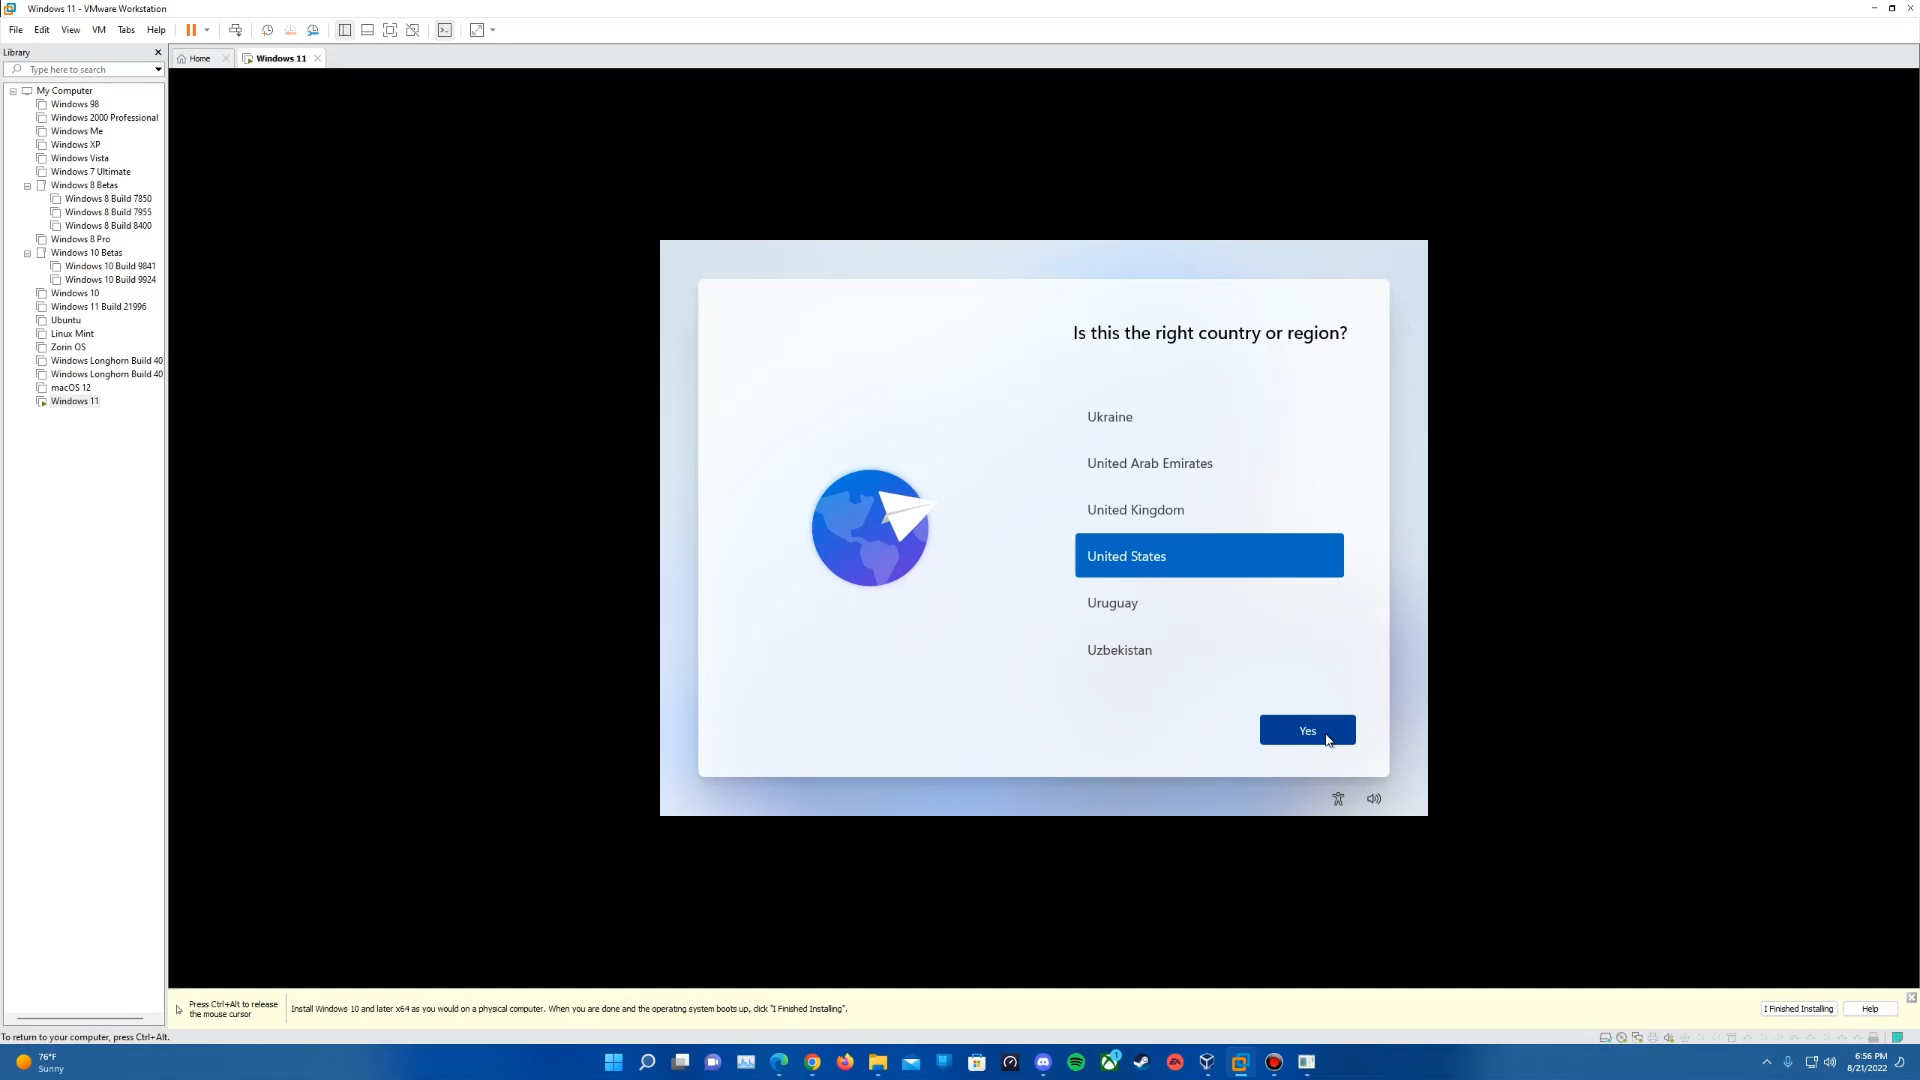 Windows 11 - VMware Workstation
File Edit View VM Tabs Help
Library
Type here to search
Home
Windows 11
My Computer
Windows 98
Windows 2000 Professional
Windows Me
Windows XP
Windows Vista
Windows 7 Ultimate
Windows 8 Betas
Windows 8 Build 7850
Windows 8 Build 7955
Windows 8 Build 8400
Windows 8 Pro
Windows 10 Betas
Windows 10 Build 9841
Windows 10 Build 9924
Windows 10
Windows 11 Build 21996
Ubuntu
Linux Mint
Zorin OS
Windows Longhorn Build 40
Windows Longhorn Build 40
macOS 12
Windows 11
Is this the right country or region?
Ukraine
United Arab Emirates
United Kingdom
United States
Uruguay
Uzbekistan
Yes
Press Ctrl+Alt to release
the mouse cursor
Install Windows 10 and later x64 as you would on a physical computer. When you are done and the operating system boots up, click "I Finished Installing".
I Finished Installing
Help
To return to your computer, press Ctrl+Alt.
76°F
Sunny
1
6:56 PM
8/21/2022